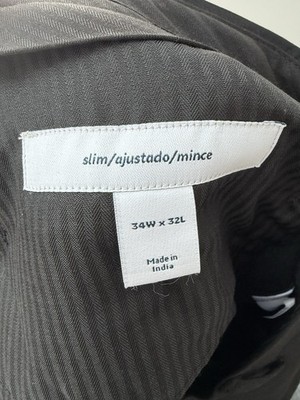 slim/ajustado/mince
34W x 32L
Made in
India